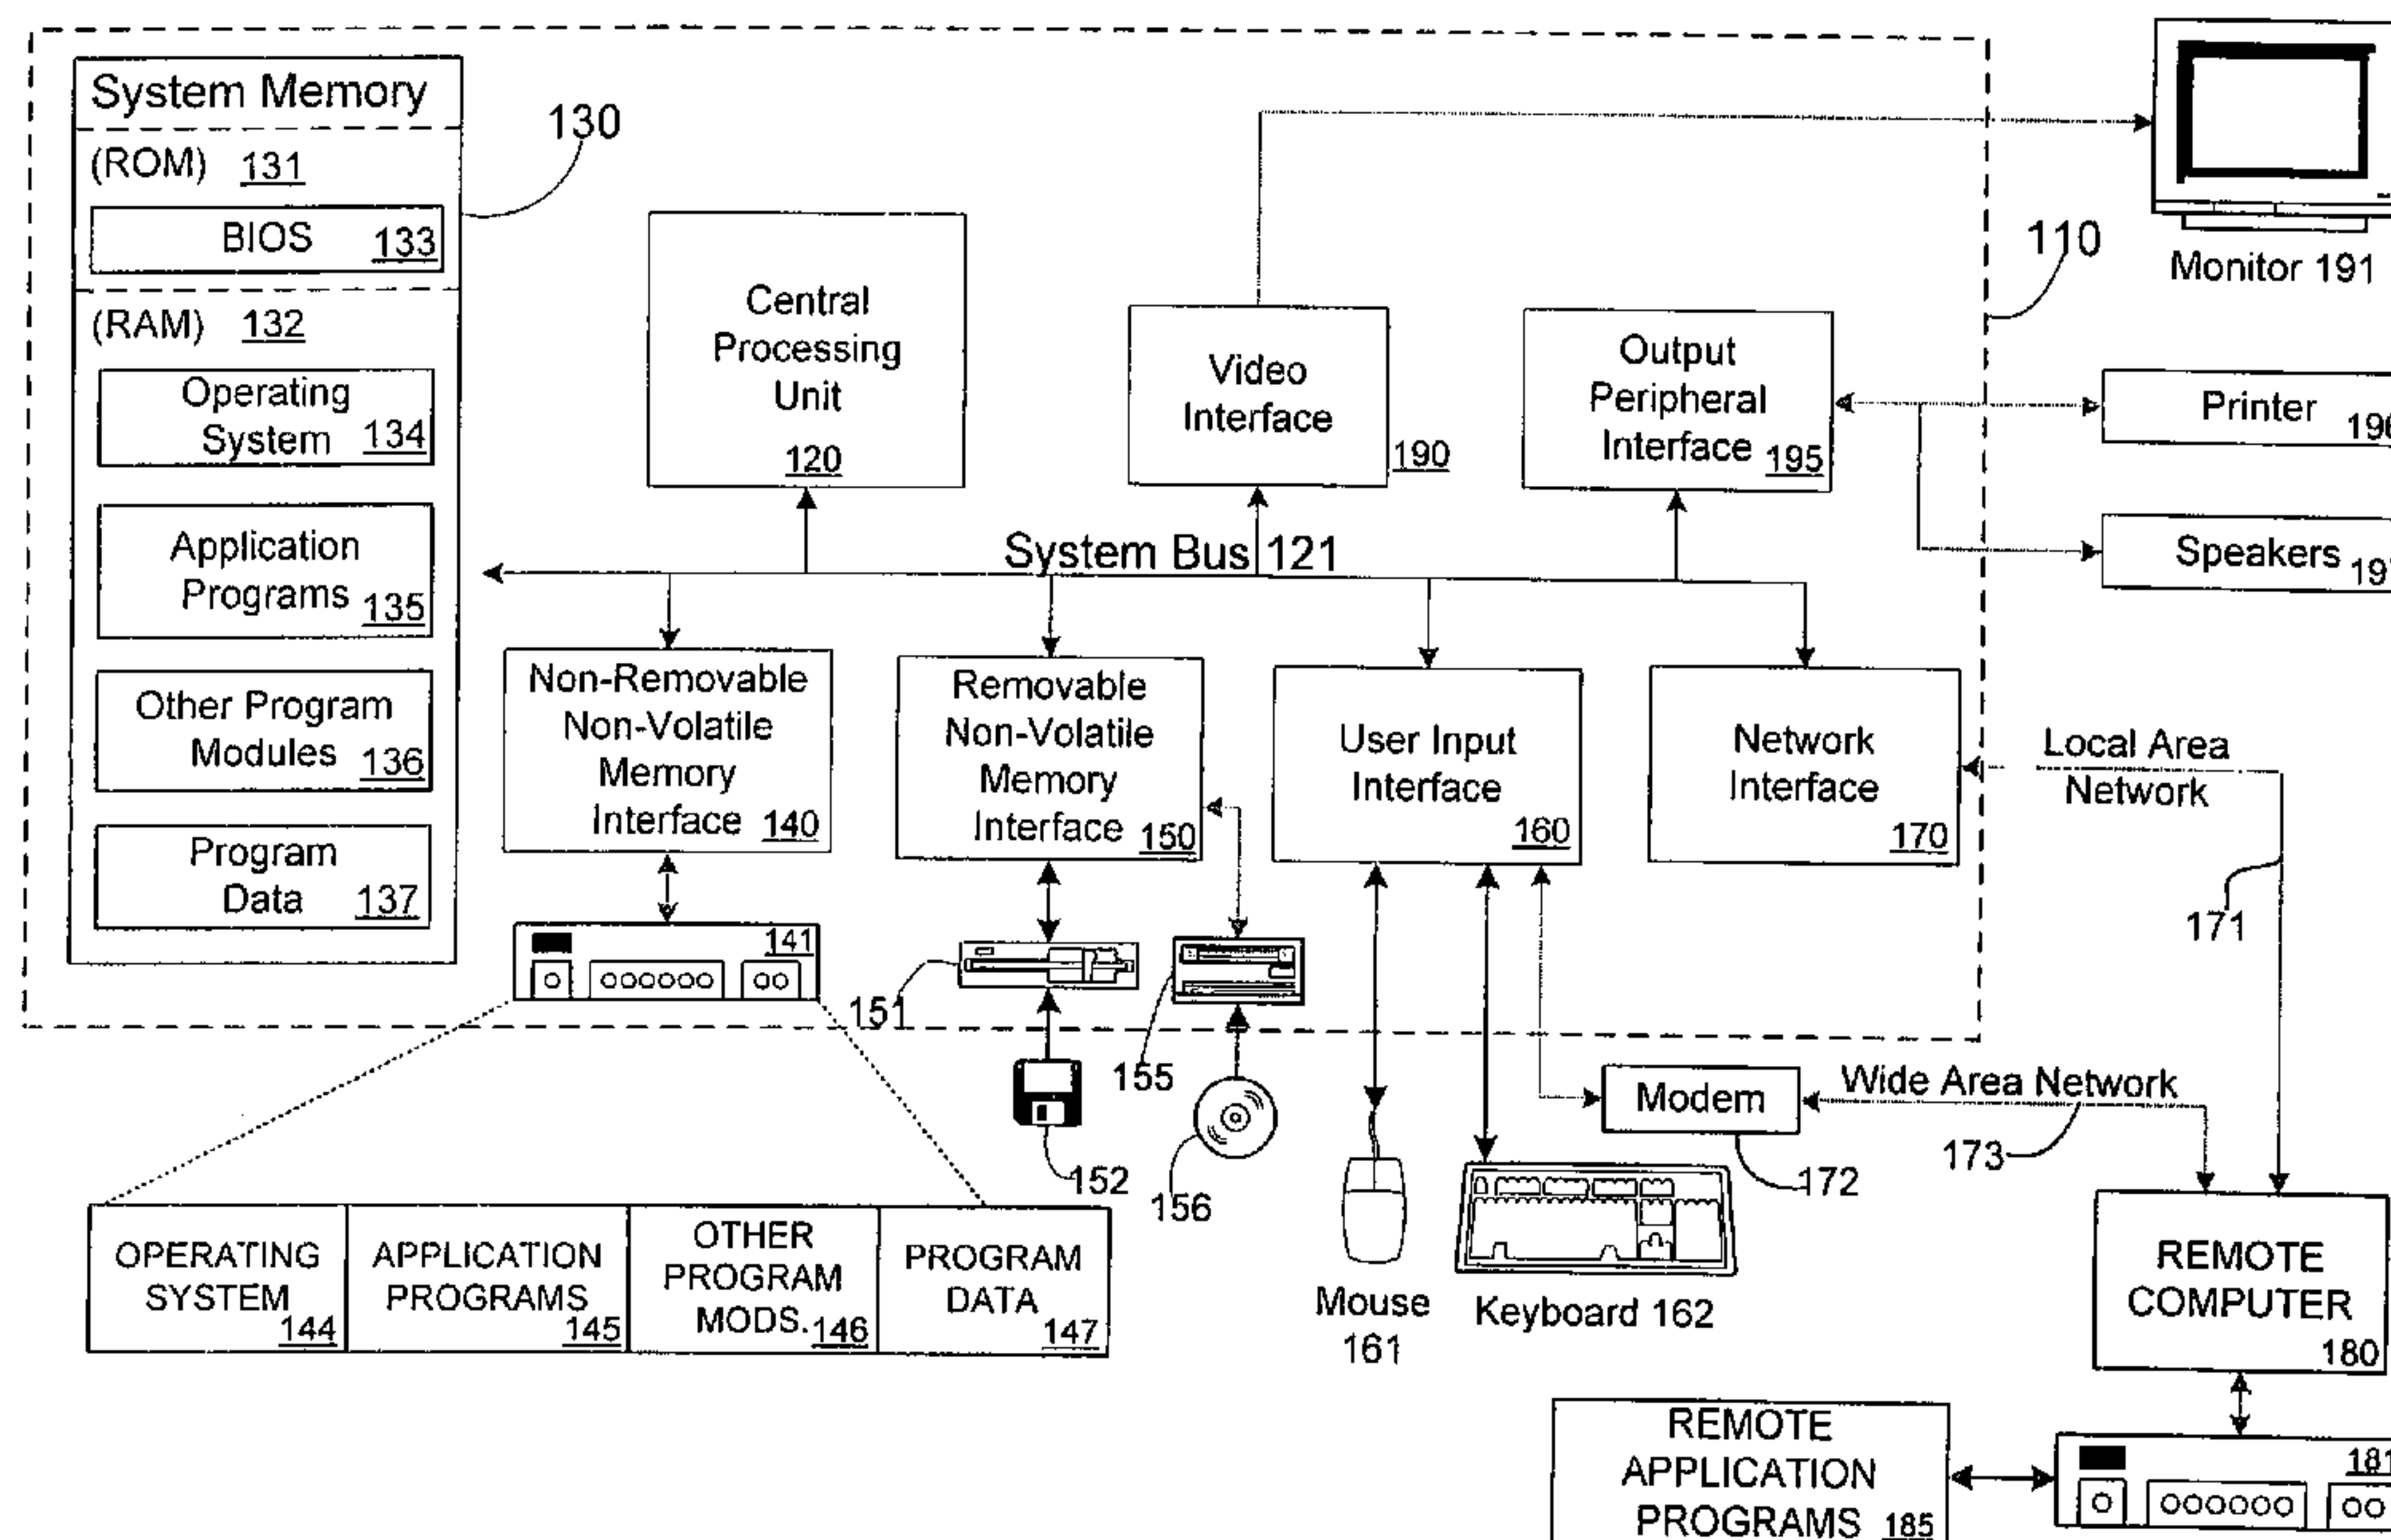 System Memory
(ROM) 131
BIOS 133
(RAM) 132
Operating
System 134
Application
Programs 135
Other Program
Modules 136
Program
Data 137
130
Central
Processing
Unit
120
Video
Interface
190
Output
Peripheral
Interface 195
110
Monitor 191
Printer
Speakers
System Bus 121
Non-Removable
Non-Volatile
Memory
Interface 140
Removable
Non-Volatile
Memory
Interface 150
User Input
Interface
160
Network
Interface
170
Local Area
Network
171
141
151
155
152
156
Modem
172
Wide Area Network
173
Mouse
161
Keyboard 162
OPERATING
SYSTEM 144
APPLICATION
PROGRAMS 145
OTHER
PROGRAM
MODS. 146
PROGRAM
DATA
147
REMOTE
COMPUTER
180
REMOTE
APPLICATION
PROGRAMS 185
181